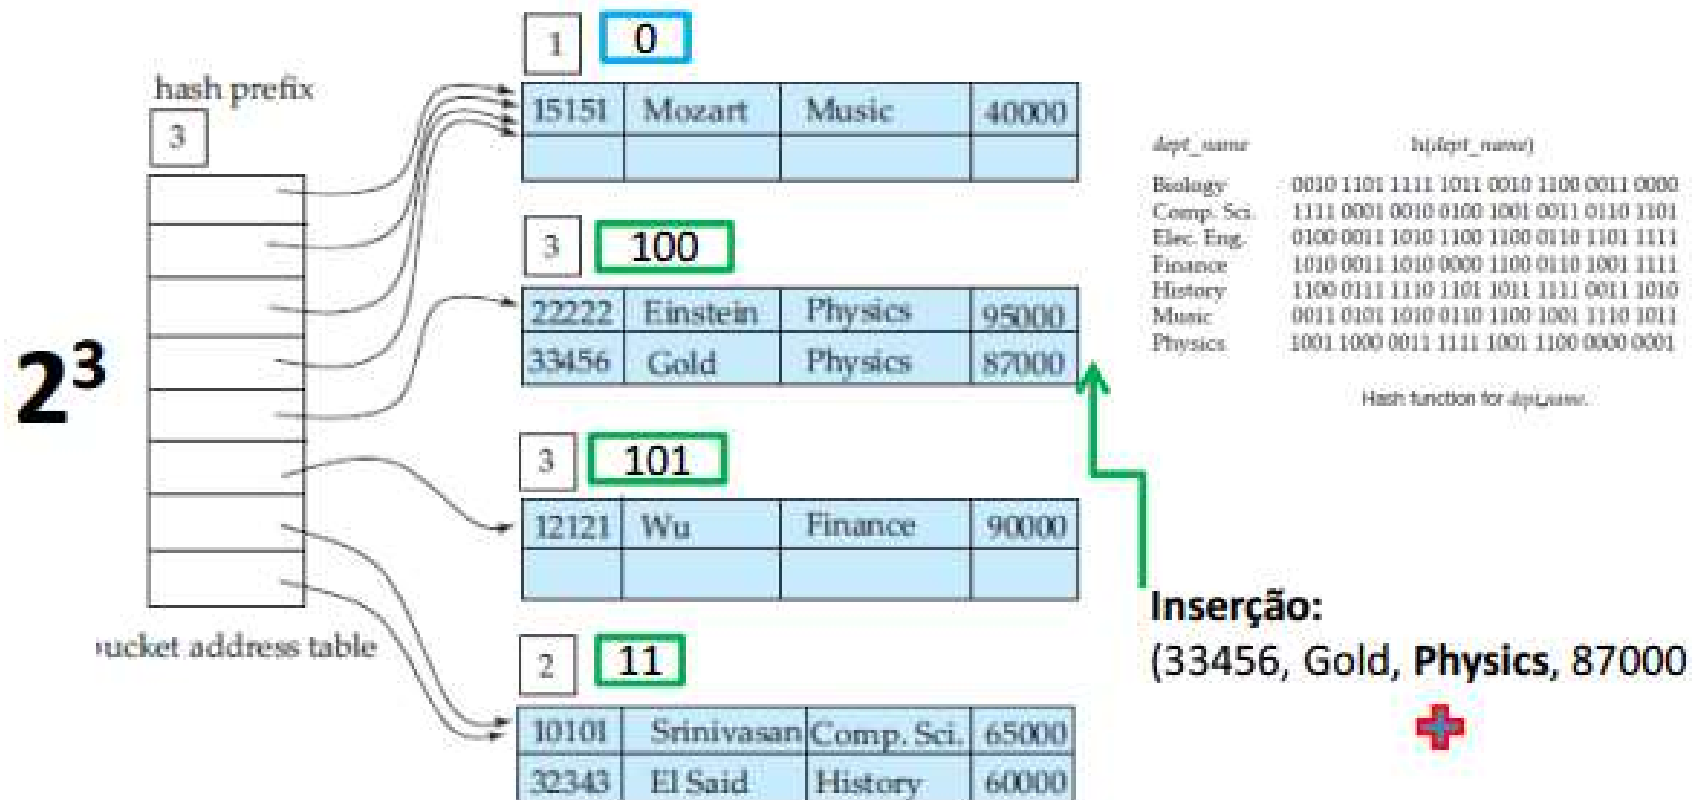 1 0
hash prefix
3
15151 Mozart Music 40000
3 100
22222 Einstein Physics 95000
33456 Gold Physics 87000
2³
3 101
12121 Wu Finance 90000
ucket address table
2 11
10101 Srinivasan Comp. Sci. 65000
32343 El Said History 60000
dept_name h(dept_name)
Biology 0010 1101 1111 1011 0010 1100 0011 0000
Comp. Sci. 1111 0001 0010 0100 1001 0011 0110 1101
Elec. Eng. 0100 0011 1010 1100 1100 0110 1101 1111
Finance 1010 0011 1010 0000 1100 0110 1001 1111
History 1100 0111 1110 1101 1011 1111 0011 1010
Music 0011 0101 1010 0110 1100 1001 1110 1011
Physics 1001 1000 0011 1111 1001 1100 0000 0001
Hash function for dept_name.
Inserção:
(33456, Gold, Physics, 87000